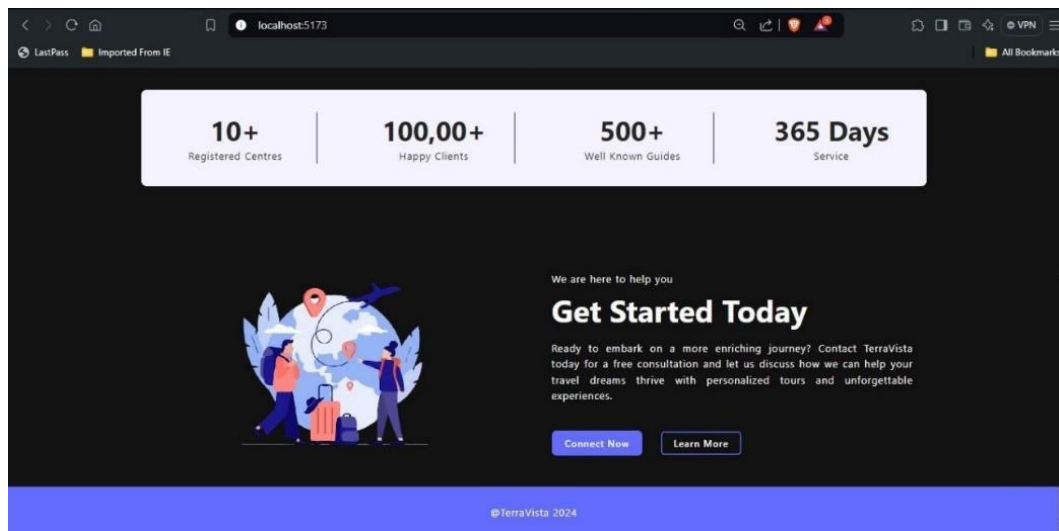 localhost:5173
VPN
LastPass
Imported From IE
All Bookmarks
10+
Registered Centres
100,00+
Happy Clients
500+
Well Known Guides
365 Days
Service
We are here to help you
Get Started Today
Ready to embark on a more enriching journey? Contact TerraVista
today for a free consultation and let us discuss how we can help your
travel dreams thrive with personalized tours and unforgettable
experiences.
Connect Now
Learn More
@TerraVista 2024